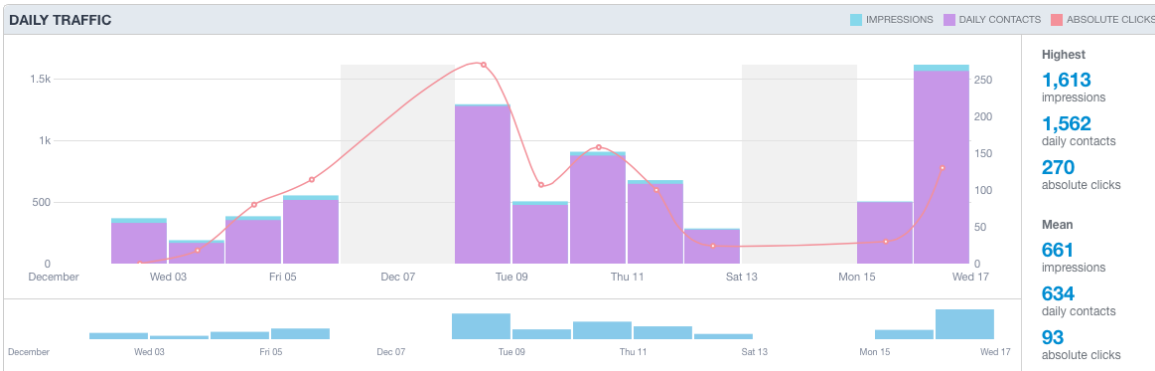 DAILY TRAFFIC
IMPRESSIONS DAILY CONTACTS ABSOLUTE CLICKS
1.5k
1k
500
0
250
200
150
100
50
0
December Wed 03 Fri 05 Dec 07 Tue 09 Thu 11 Sat 13 Mon 15 Wed 17
December Wed 03 Fri 05 Dec 07 Tue 09 Thu 11 Sat 13 Mon 15 Wed 17
Highest
1,613
impressions
1,562
daily contacts
270
absolute clicks
Mean
661
impressions
634
daily contacts
93
absolute clicks